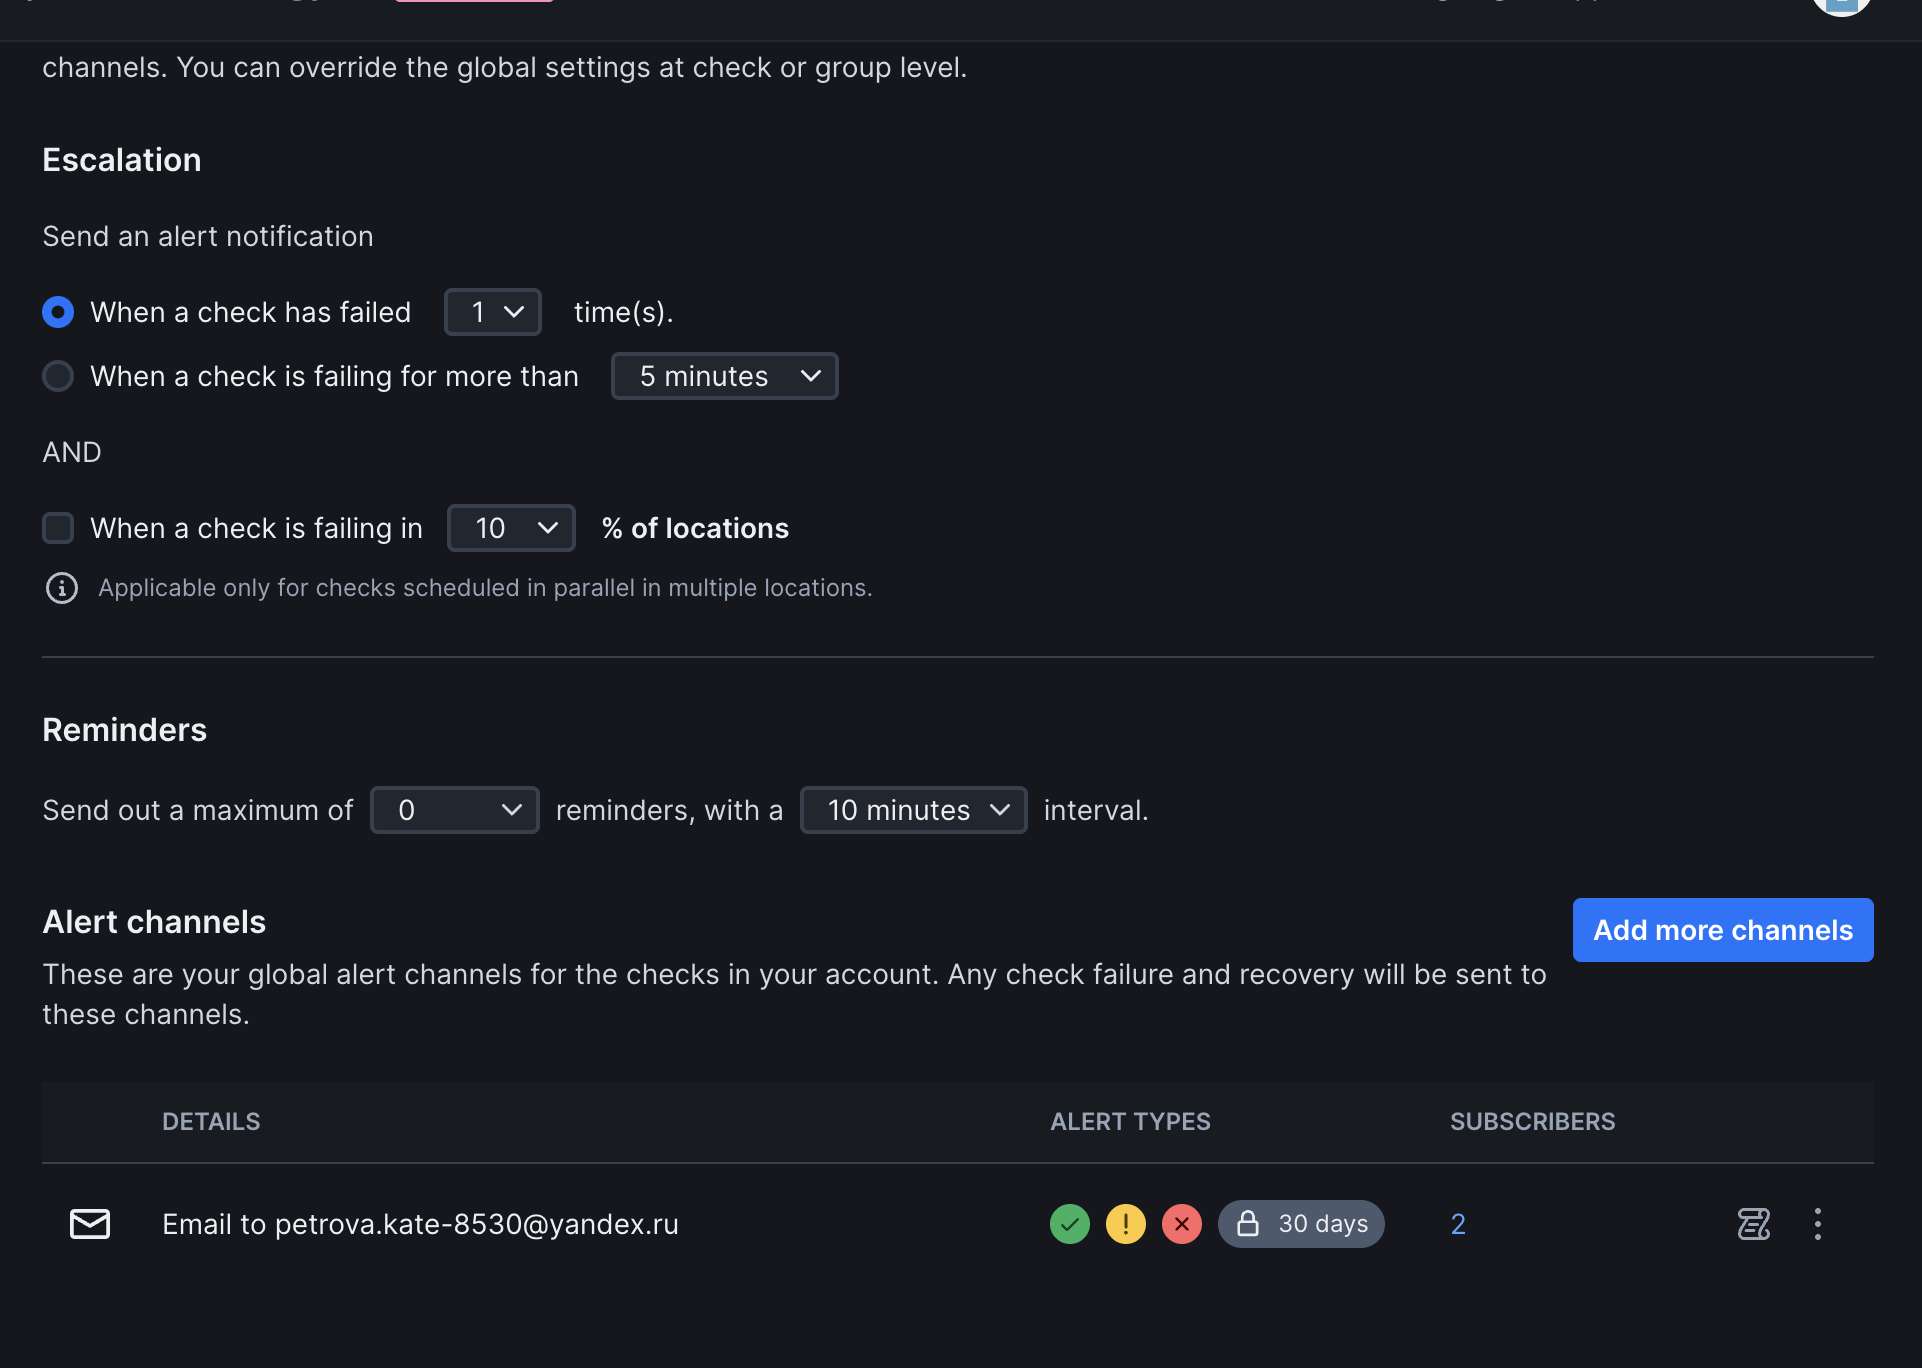 channels. You can override the global settings at check or group level.
Escalation
Send an alert notification
When a check has failed 1 time(s).
When a check is failing for more than 5 minutes
AND
When a check is failing in 10 % of locations
Applicable only for checks scheduled in parallel in multiple locations.
Reminders
Send out a maximum of 0 reminders, with a 10 minutes interval.
Alert channels
Add more channels
These are your global alert channels for the checks in your account. Any check failure and recovery will be sent to
these channels.
DETAILS ALERT TYPES SUBSCRIBERS
Email to petrova.kate-8530@yandex.ru 30 days 2